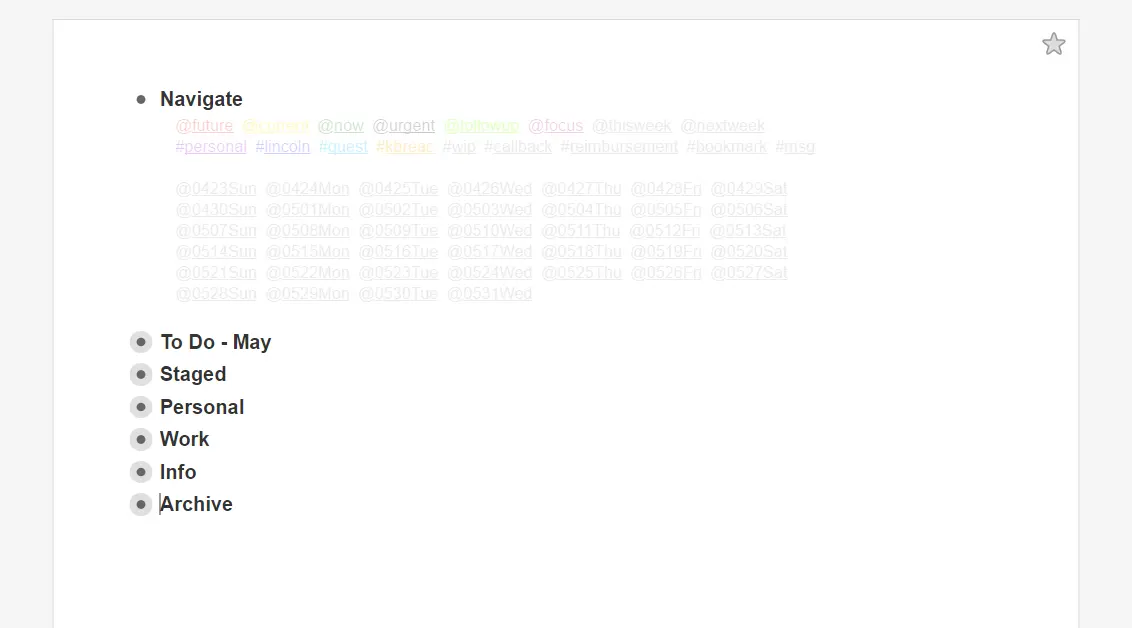 Navigate
@future @current @now @urgent @followup @focus @thisweek @nextweek
#personal #lincoln #quest #kbreac #wip #callback #reimbursement #bookmark #msg
@0423Sun @0424Mon @0425Tue @0426Wed @0427Thu @0428Fri @0429Sat
@0430Sun @0501Mon @0502Tue @0503Wed @0504Thu @0505Fri @0506Sat
@0507Sun @0508Mon @0509Tue @0510Wed @0511Thu @0512Fri @0513Sat
@0514Sun @0515Mon @0516Tue @0517Wed @0518Thu @0519Fri @0520Sat
@0521Sun @0522Mon @0523Tue @0524Wed @0525Thu @0526Fri @0527Sat
@0528Sun @0529Mon @0530Tue @0531Wed
To Do - May
Staged
Personal
Work
Info
Archive